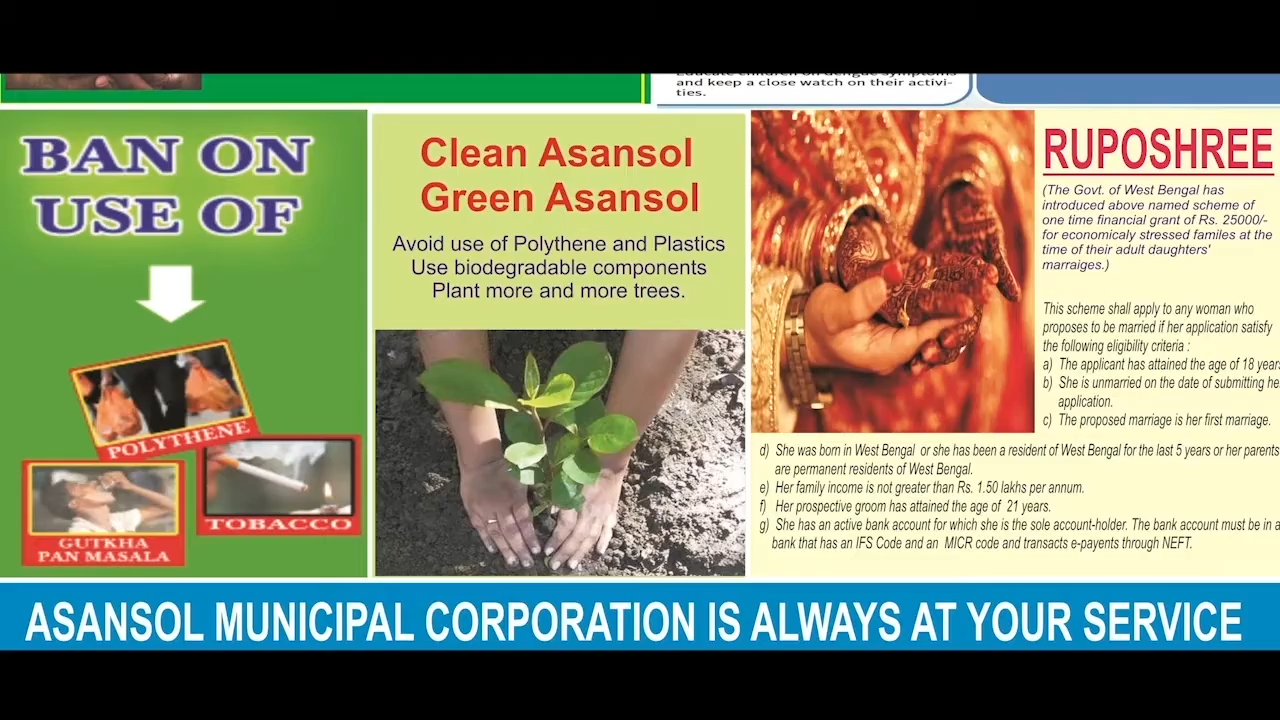 Educate children on dengue symptoms
and keep a close watch on their activi-
ties.
BAN ON
USE OF
POLYTHENE
TOBACCO
GUTKHA
PAN MASALA
Clean Asansol
Green Asansol
Avoid use of Polythene and Plastics
Use biodegradable components
Plant more and more trees.
RUPOSHREE
(The Govt. of West Bengal has
introduced above named scheme of
one time financial grant of Rs. 25000/-
for economicaly stressed familes at the
time of their adult daughters'
marraiges.)
This scheme shall apply to any woman who
proposes to be married if her application satisfy
the following eligibility criteria :
a) The applicant has attained the age of 18 years
b) She is unmarried on the date of submitting he
application.
c) The proposed marriage is her first marriage.
d) She was born in West Bengal or she has been a resident of West Bengal for the last 5 years or her parents
are permanent residents of West Bengal.
e) Her family income is not greater than Rs. 1.50 lakhs per annum.
f) Her prospective groom has attained the age of 21 years.
g) She has an active bank account for which she is the sole account-holder. The bank account must be in a
bank that has an IFS Code and an MICR code and transacts e-payents through NEFT.
ASANSOL MUNICIPAL CORPORATION IS ALWAYS AT YOUR SERVICE